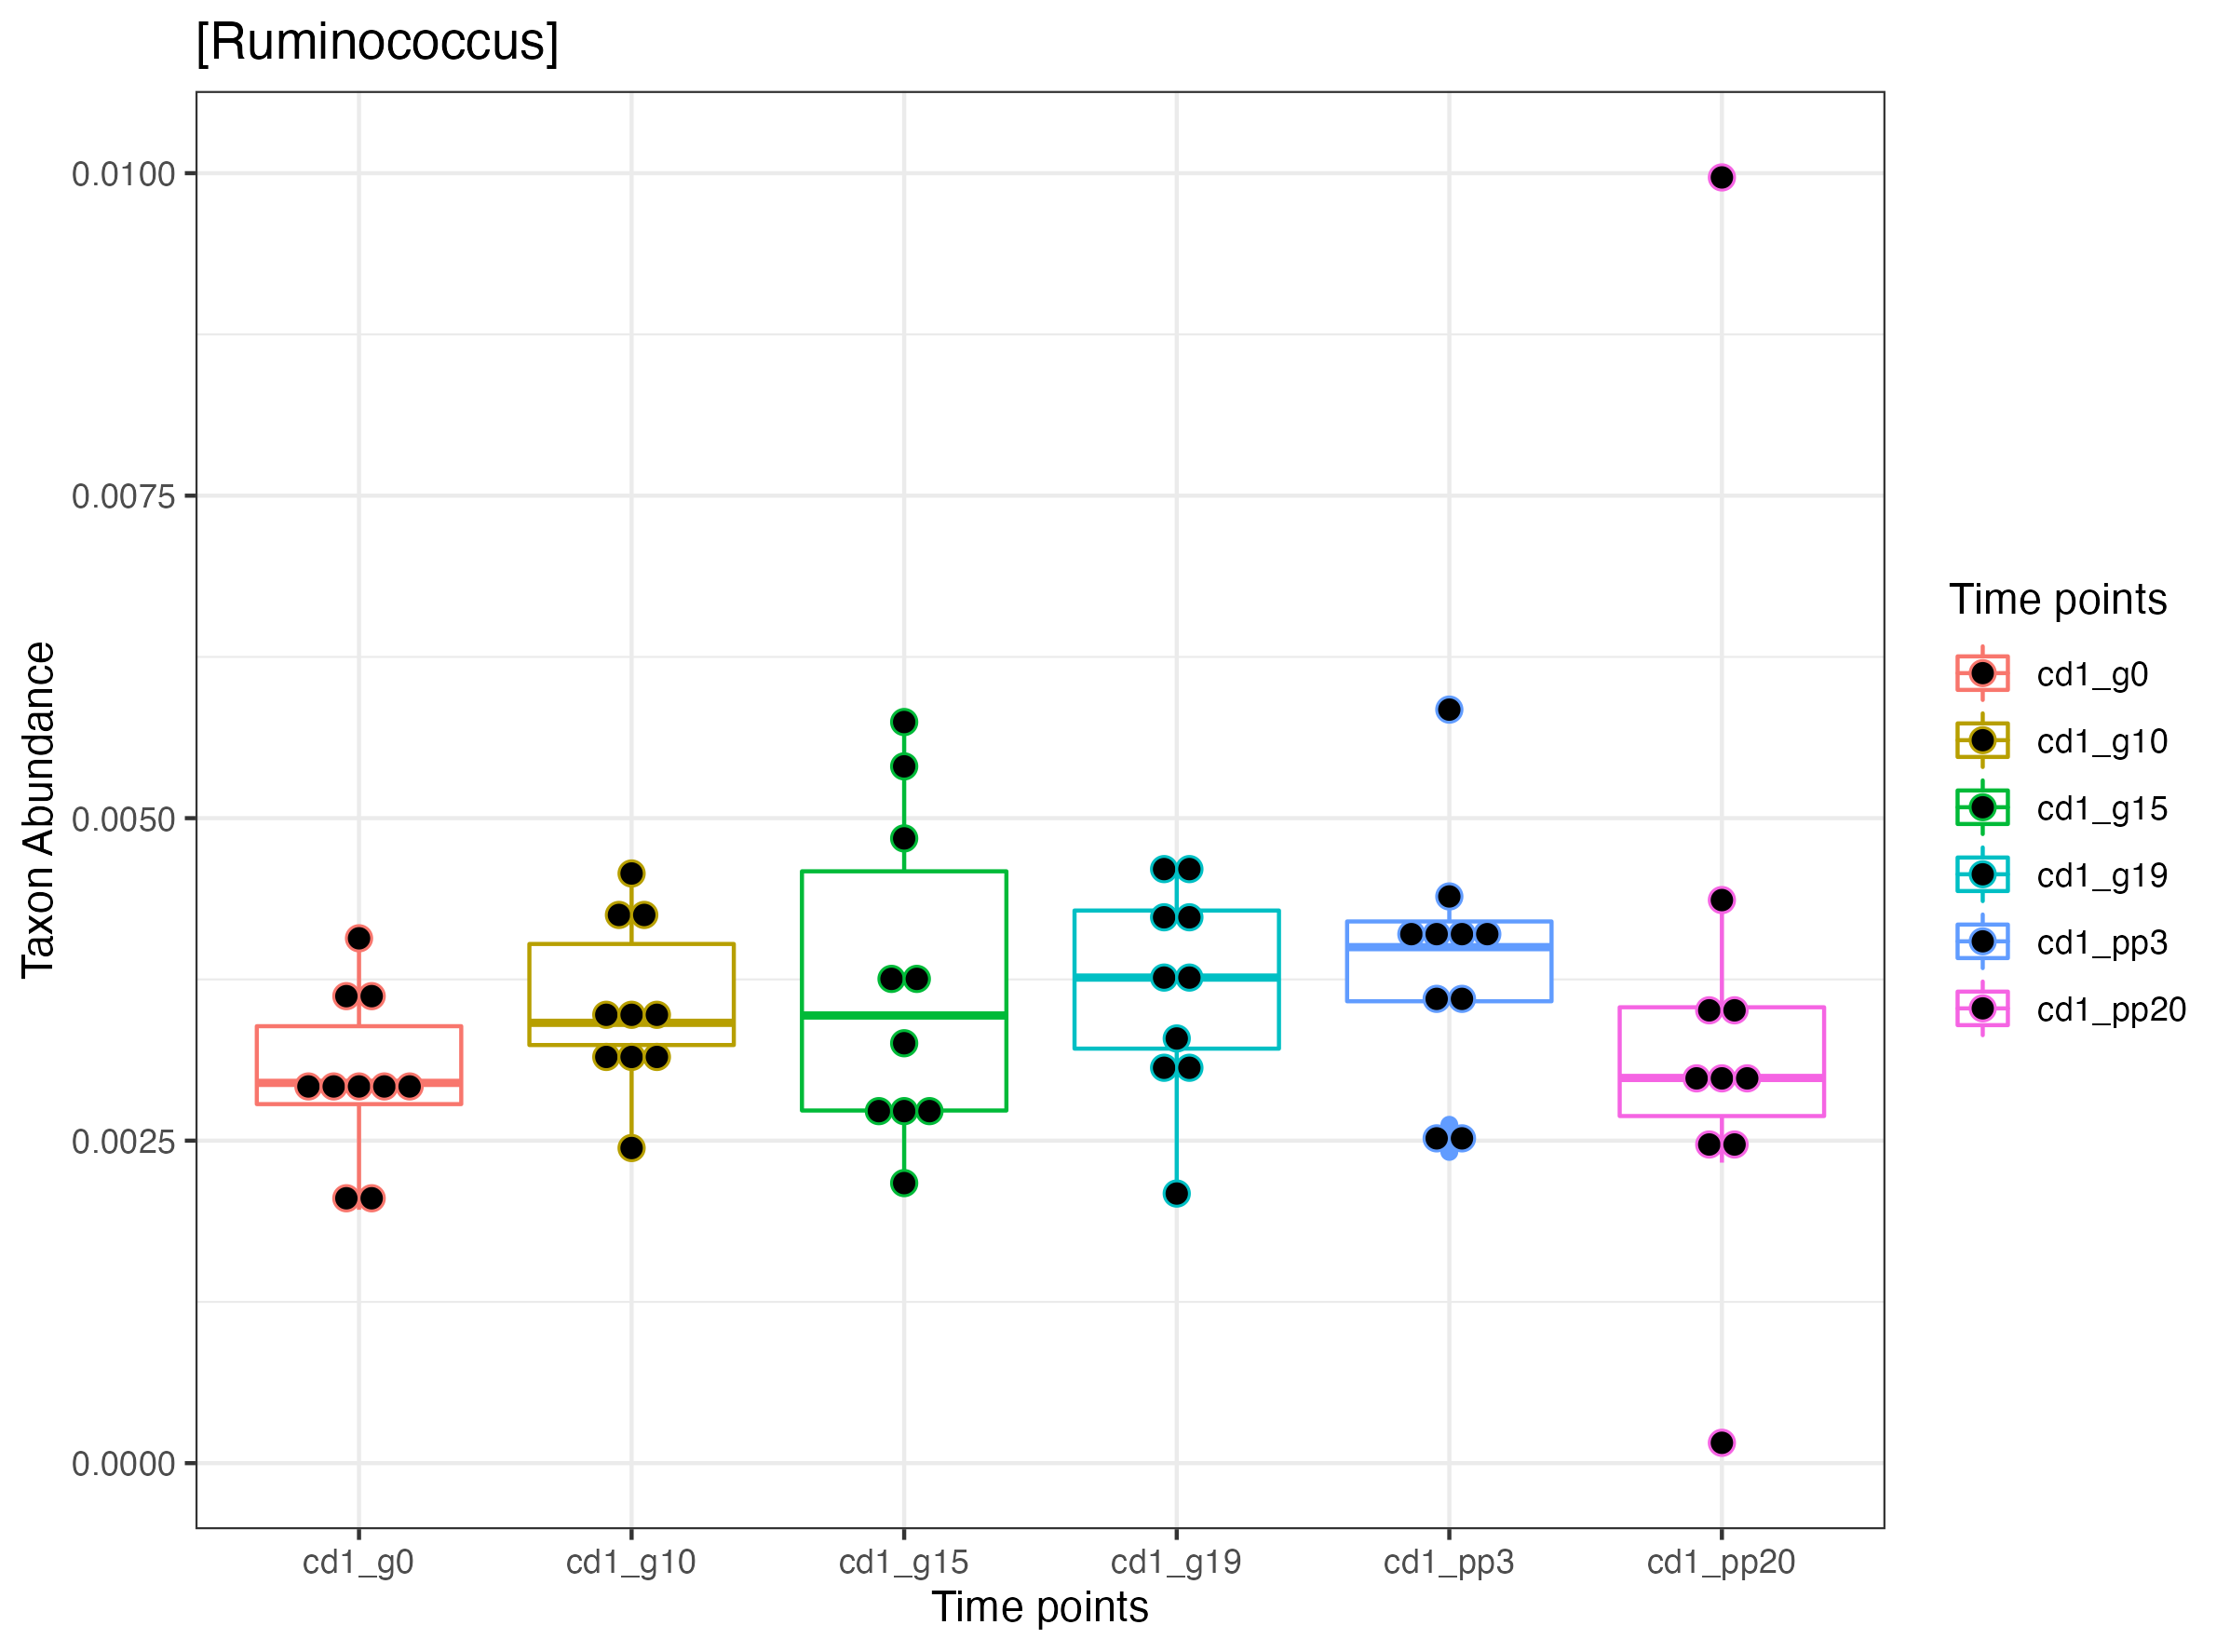 [Ruminococcus]
Taxon Abundance
0.0100
0.0075
0.0050
0.0025
0.0000
cd1_g0
cd1_g10
cd1_g15
cd1_g19
cd1_pp3
cd1_pp20
Time points
Time points
cd1_g0
cd1_g10
cd1_g15
cd1_g19
cd1_pp3
cd1_pp20